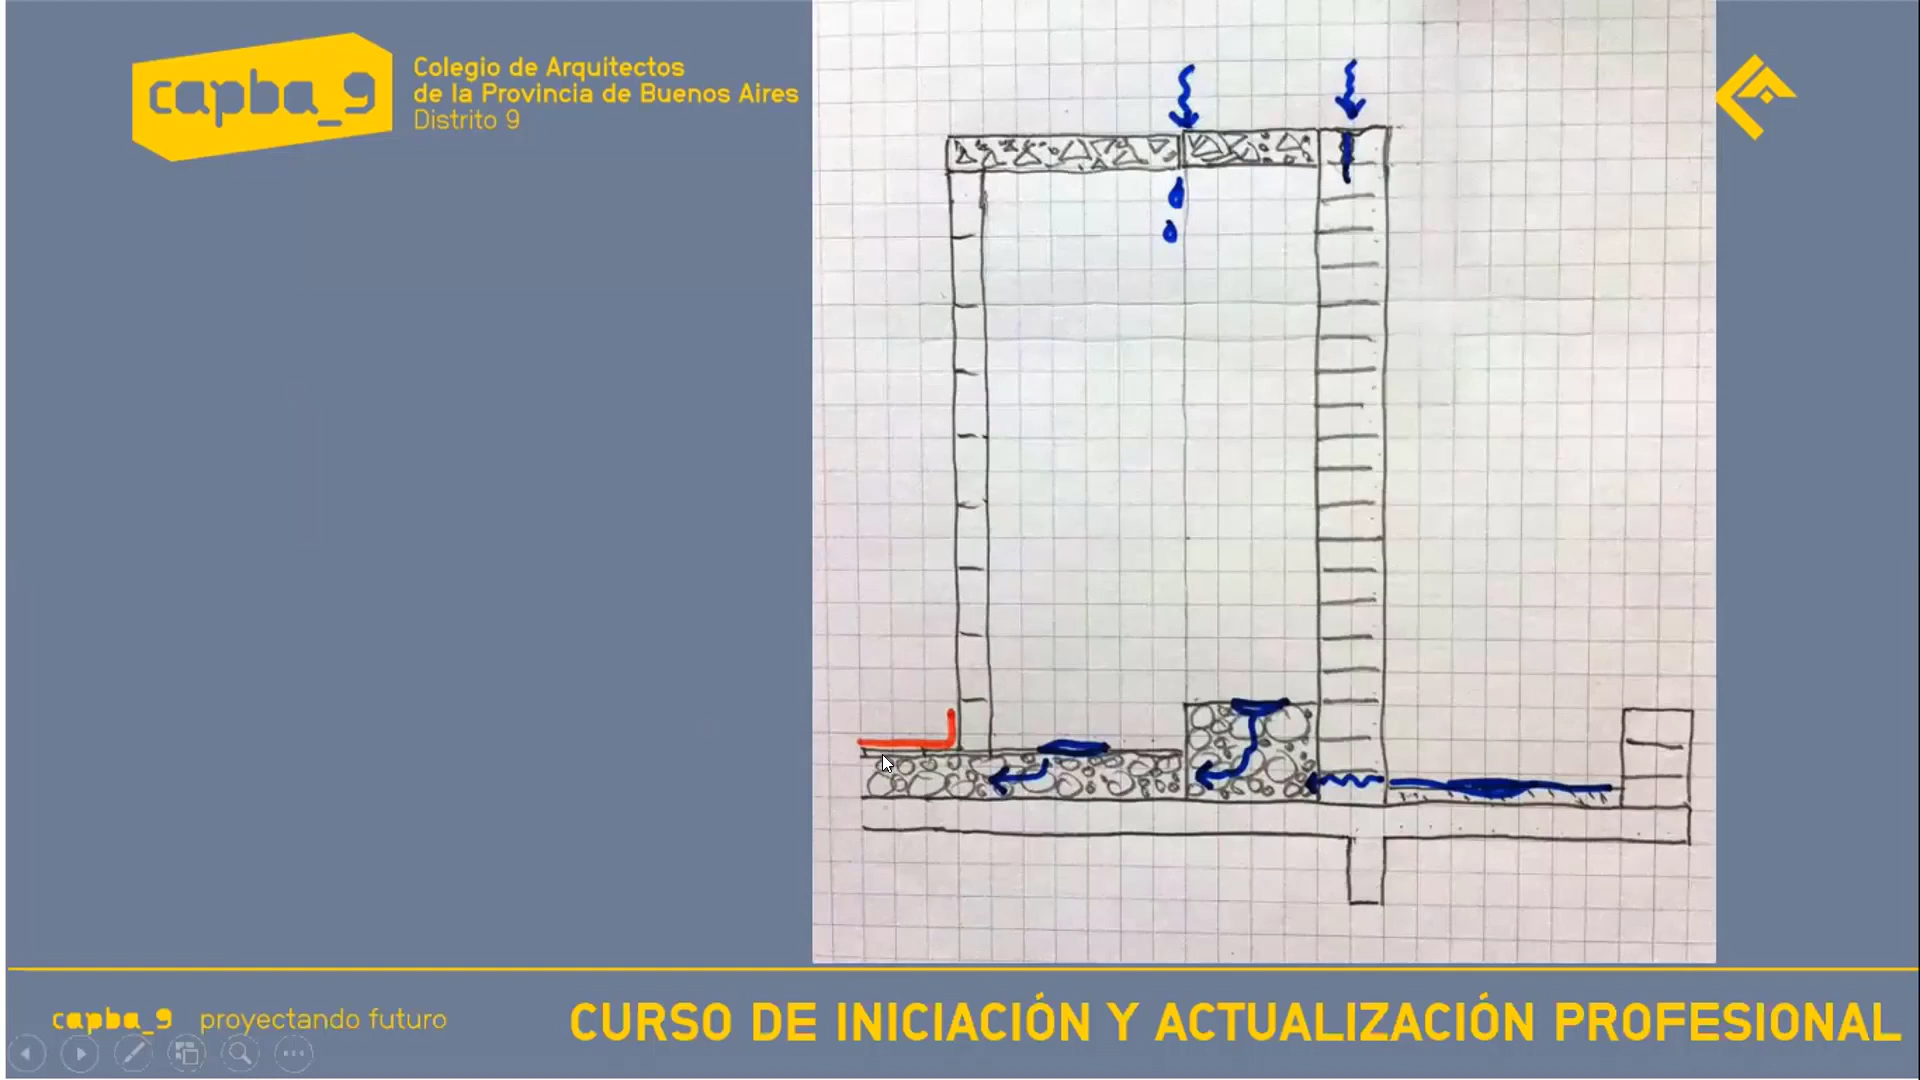 capba_9
Colegio de Arquitectos
de la Provincia de Buenos Aires
Distrito 9
capba_9 proyectando futuro
CURSO DE INICIACIÓN Y ACTUALIZACIÓN PROFESIONAL